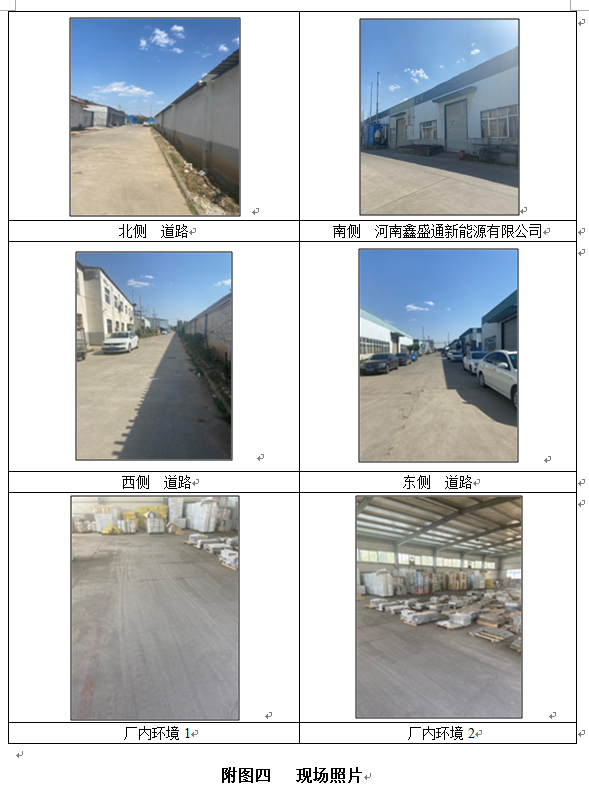 北侧　道路
南侧　河南鑫盛通新能源有限公司
西侧　道路
东侧　道路
厂内环境 1
厂内环境 2
附图四　现场照片